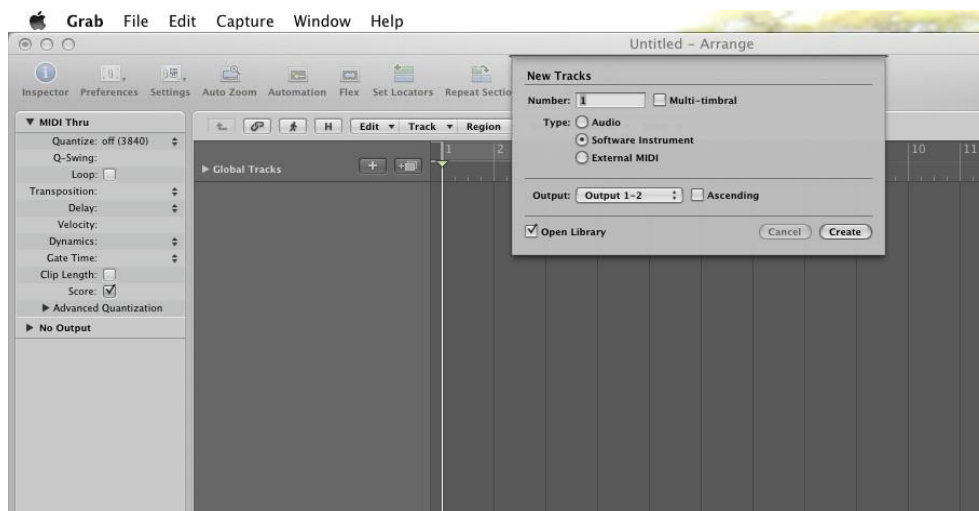 Grab File Edit Capture Window Help
Untitled – Arrange
Inspector Preferences Settings Auto Zoom Automation Flex Set Locators Repeat Sectio
New Tracks
Number: 1 Multi-timbral
Type: Audio
Software Instrument
External MIDI
Output: Output 1-2 Ascending
Open Library Cancel Create
MIDI Thru
Quantize: off (3840)
Q-Swing:
Loop:
Transposition:
Delay:
Velocity:
Dynamics:
Gate Time:
Clip Length:
Score:
Advanced Quantization
No Output
H Edit Track Region
Global Tracks
1 2 10 11